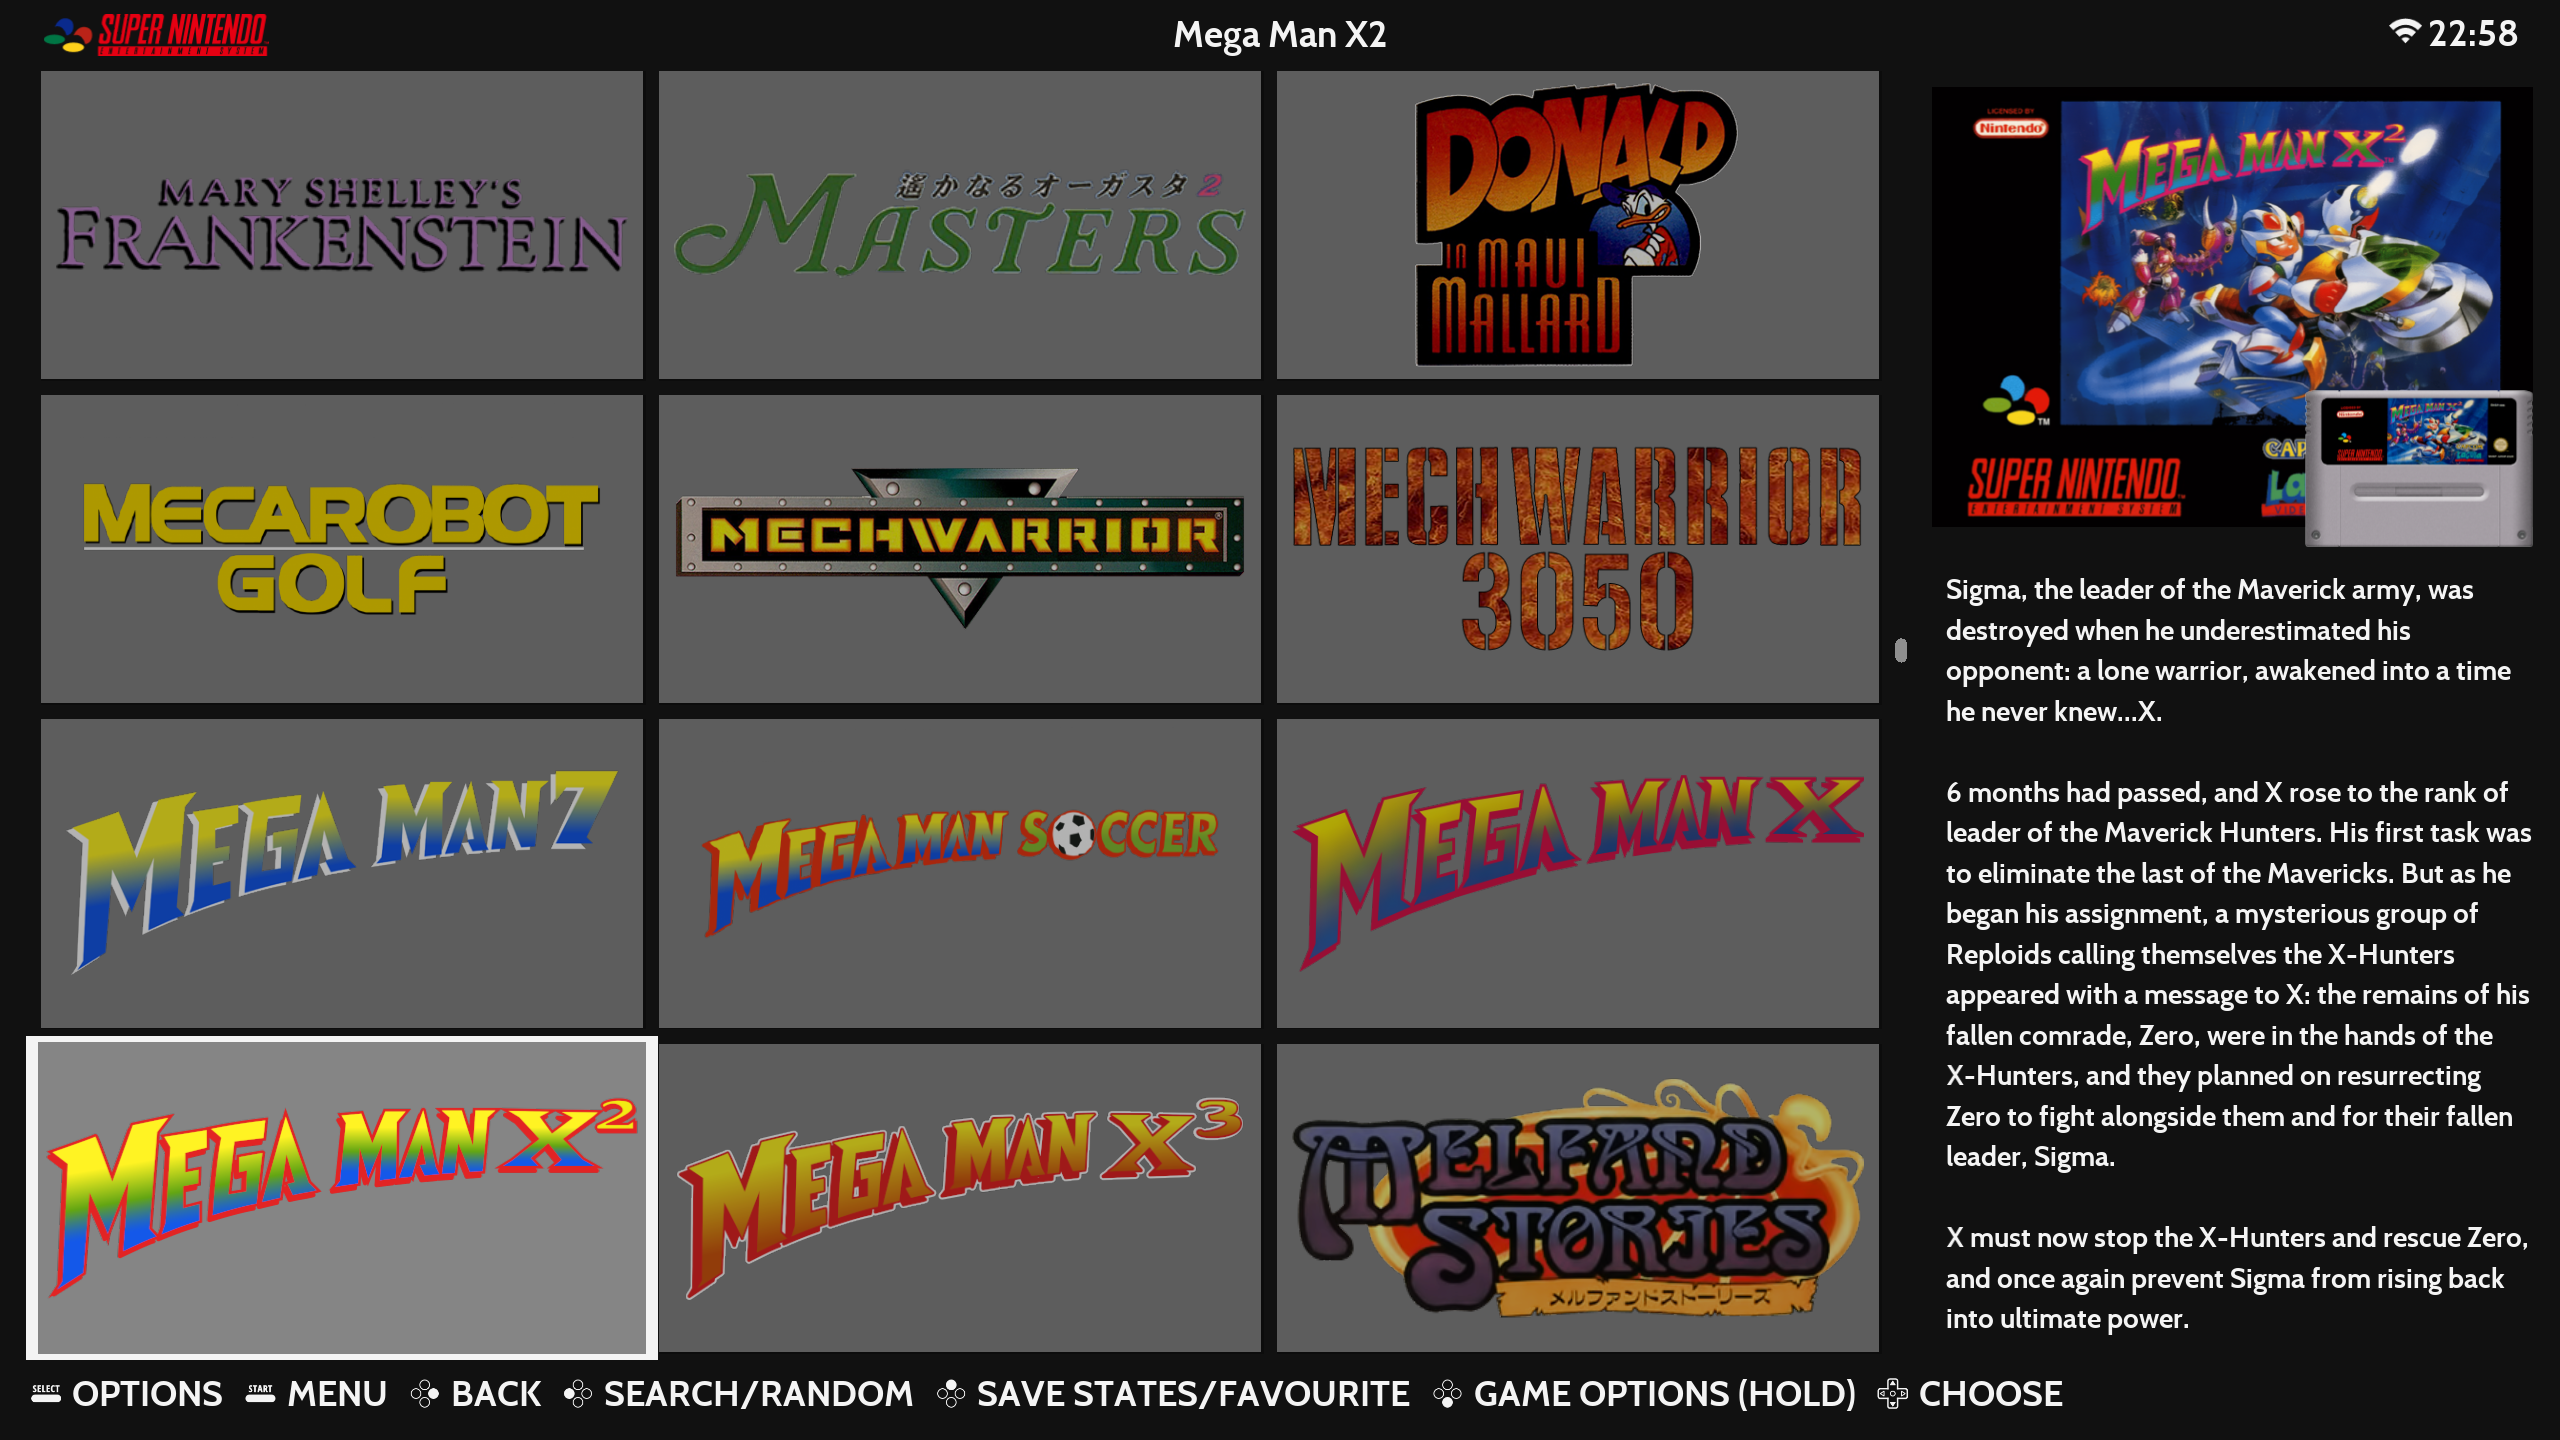 SUPER NINTENDO
ENTERTAINMENT SYSTEM
Mega Man X2
22:58
MARY SHELLEY'S
FRANKENSTEIN
遙かなるオーガスタ2
MASTERS
DONALD
IN MAUI
MALLARD
MECAROBOT
GOLF
MECHWARRIOR
MECHWARRIOR
3050
MEGA MAN 7
MEGA MAN SOCCER
MEGA MAN X
MEGA MAN X2
MEGA MAN X3
MELFAND
STORIES
メルファンドストーリーズ
LICENSED BY
Nintendo
MEGA MAN X2
TM
SUPER NINTENDO
ENTERTAINMENT SYSTEM
Sigma, the leader of the Maverick army, was
destroyed when he underestimated his
opponent: a lone warrior, awakened into a time
he never knew...X.
6 months had passed, and X rose to the rank of
leader of the Maverick Hunters. His first task was
to eliminate the last of the Mavericks. But as he
began his assignment, a mysterious group of
Reploids calling themselves the X-Hunters
appeared with a message to X: the remains of his
fallen comrade, Zero, were in the hands of the
X-Hunters, and they planned on resurrecting
Zero to fight alongside them and for their fallen
leader, Sigma.
X must now stop the X-Hunters and rescue Zero,
and once again prevent Sigma from rising back
into ultimate power.
SELECT OPTIONS START MENU BACK SEARCH/RANDOM SAVE STATES/FAVOURITE GAME OPTIONS (HOLD) CHOOSE